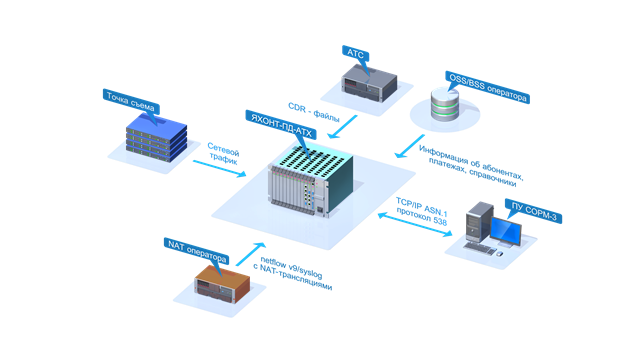 АТС
OSS/BSS оператора
Точка съема
CDR - файлы
ЯХОНТ-ПД-АТХ
Сетевой
трафик
Информация об абонентах,
платежах, справочники
TCP/IP ASN.1
протокол 538
ПУ СОРМ-3
NAT оператора
netflow v9/syslog
с NAT-трансляциями